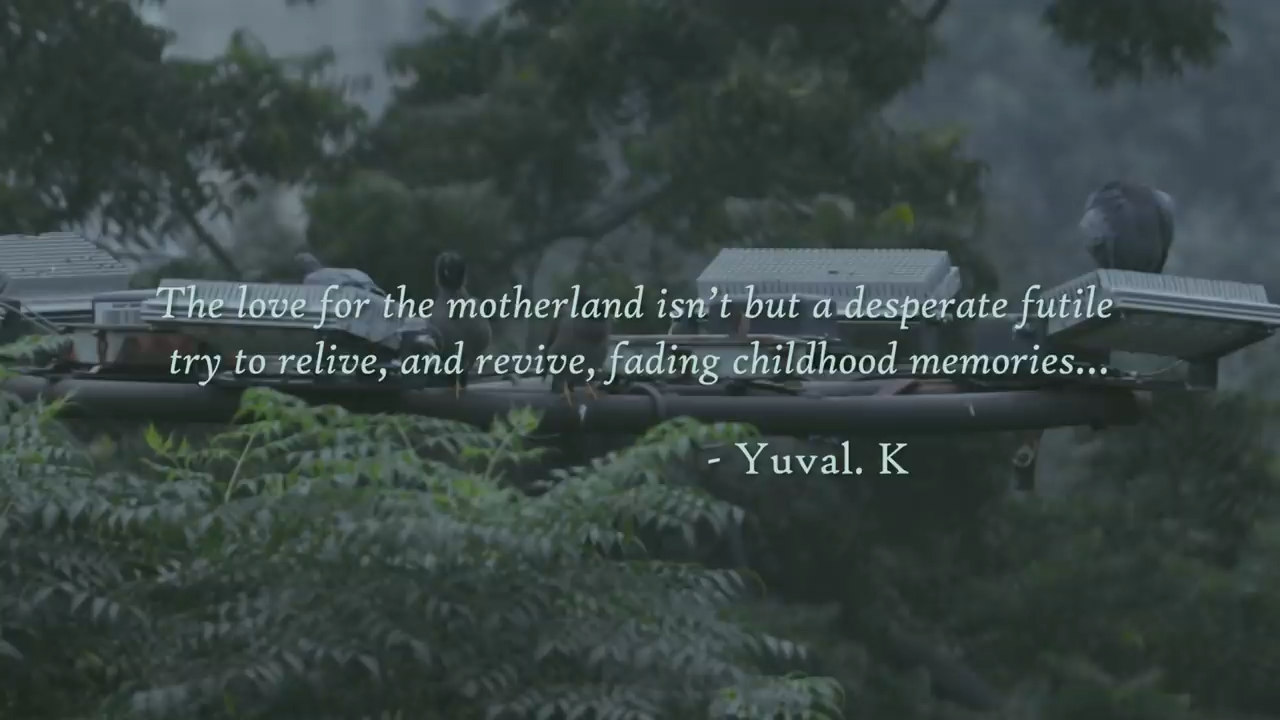 The love for the motherland isn't but a desperate futile
try to relive, and revive, fading childhood memories...
- Yuval. K